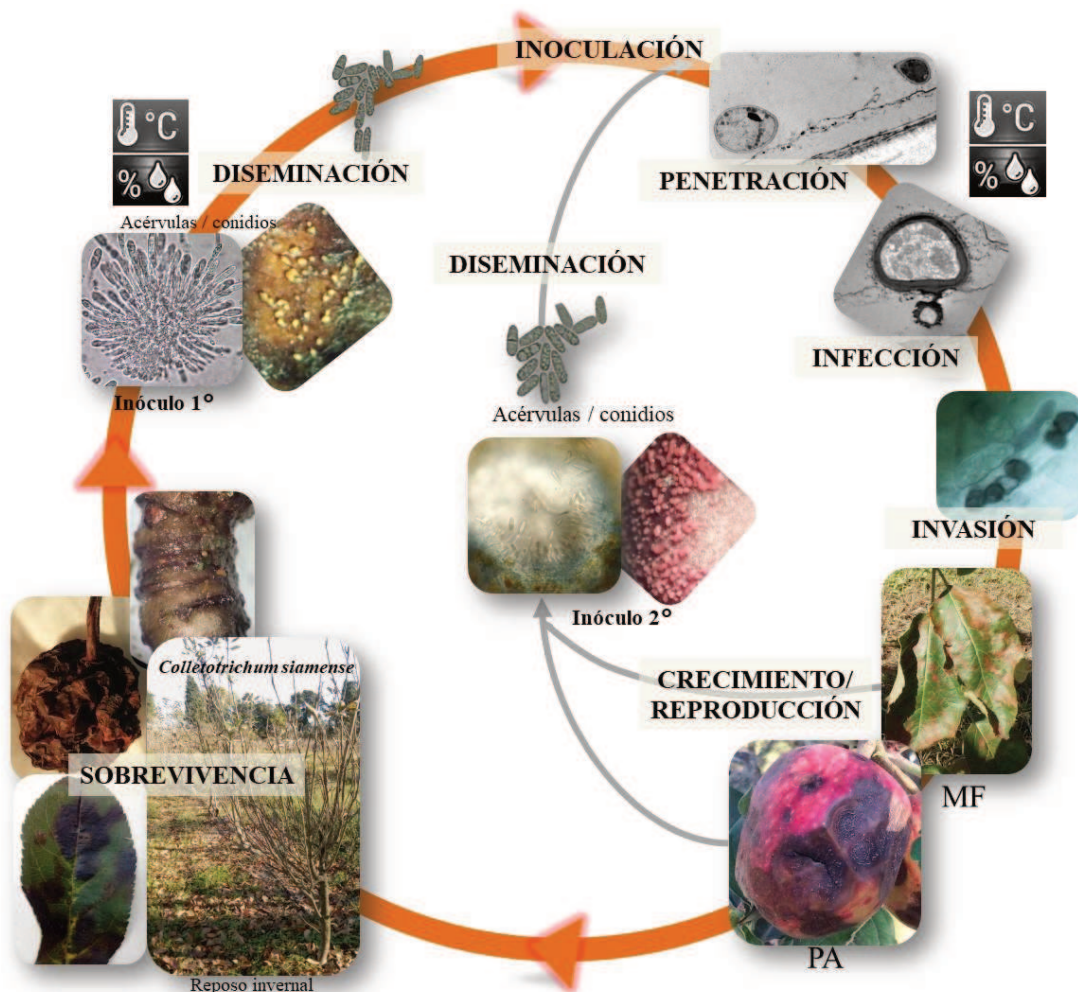 INOCULACIÓN
°C
%
DISEMINACIÓN
Acérvulas / conidios
Inóculo 1°
°C
%
PENETRACIÓN
INFECCIÓN
INVASIÓN
DISEMINACIÓN
Acérvulas / conidios
Inóculo 2°
CRECIMIENTO/
REPRODUCCIÓN
MF
PA
Colletotrichum siamense
SOBREVIVENCIA
Reposo invernal